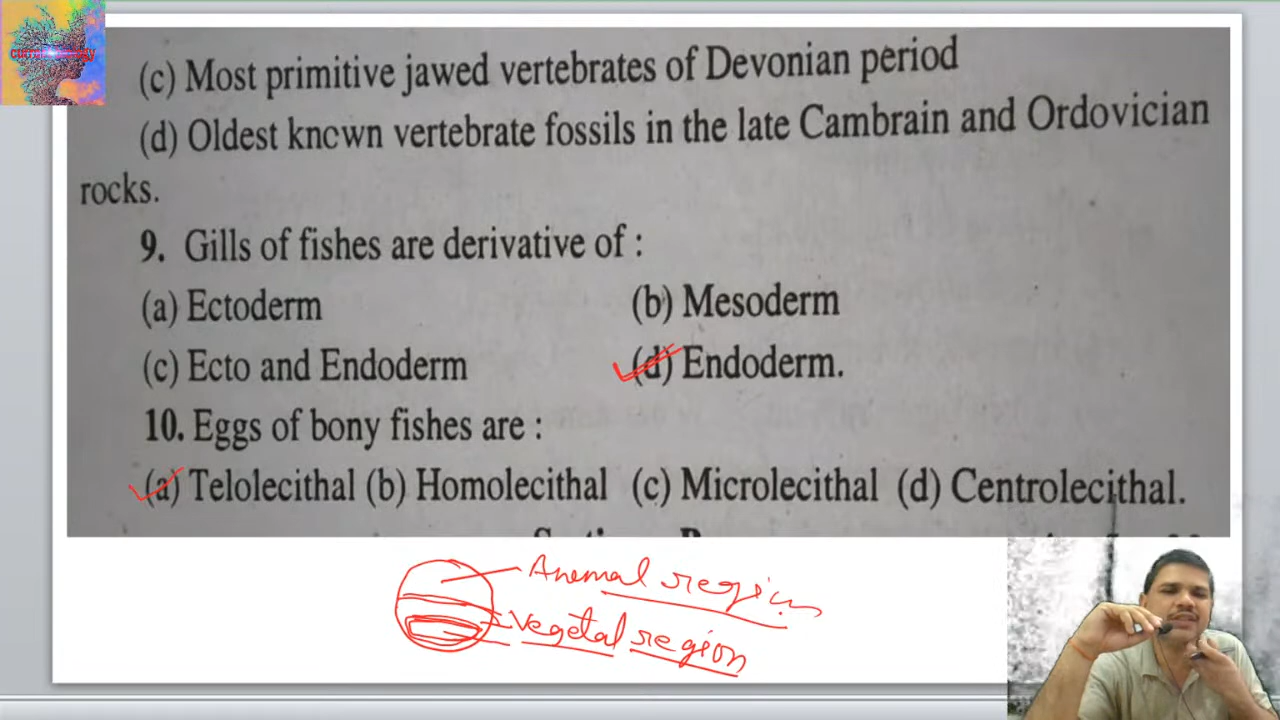 (c) Most primitive jawed vertebrates of Devonian period
(d) Oldest kncwn vertebrate fossils in the late Cambrain and Ordovician
rocks.
9. Gills of fishes are derivative of :
(a) Ectoderm (b) Mesoderm
(c) Ecto and Endoderm (d) Endoderm.
10. Eggs of bony fishes are :
(a) Telolecithal (b) Homolecithal (c) Microlecithal (d) Centrolecithal.
Anemal region
Vegetal region